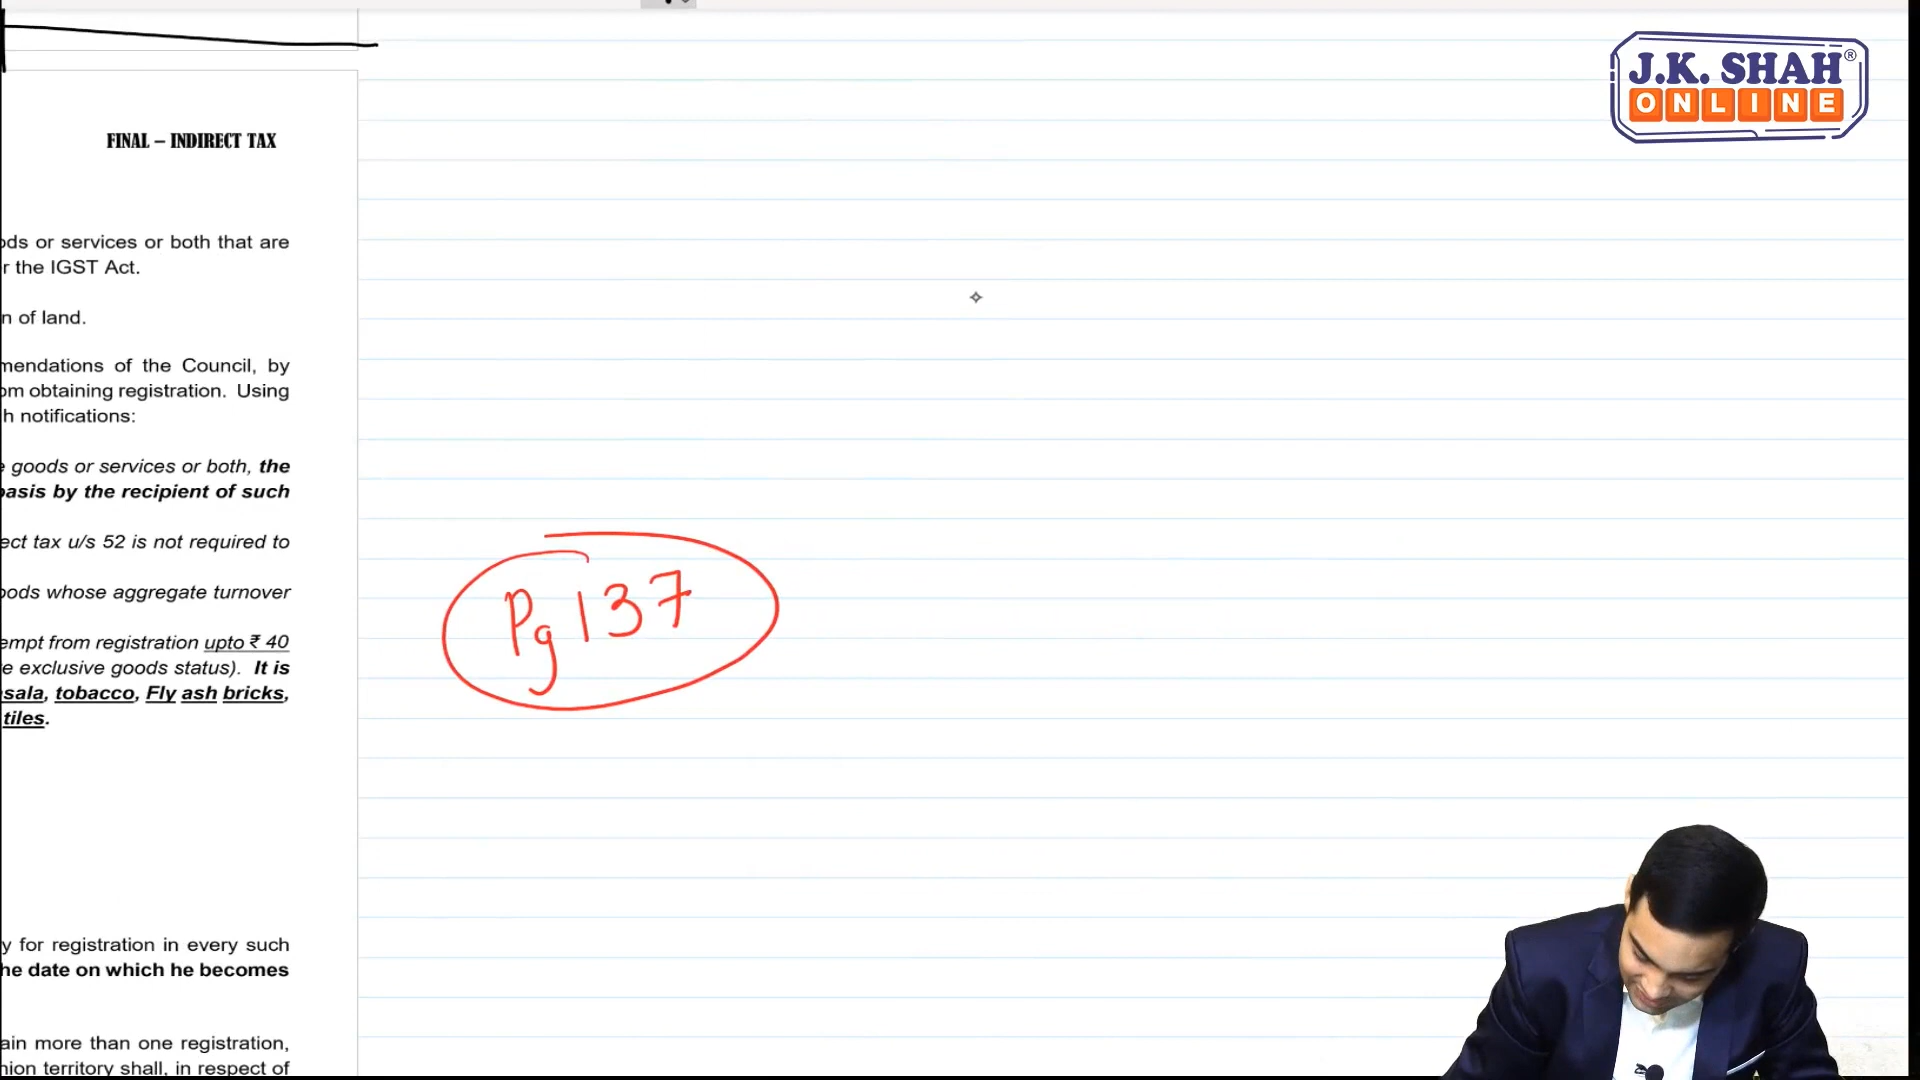 J.K. SHAH®
ONLINE
FINAL – INDIRECT TAX
ods or services or both that are
r the IGST Act.
n of land.
mendations of the Council, by
om obtaining registration. Using
h notifications:
e goods or services or both, the
basis by the recipient of such
ect tax u/s 52 is not required to
oods whose aggregate turnover
empt from registration upto ₹ 40
e exclusive goods status). It is
sala, tobacco, Fly ash bricks,
tiles.
Pg 137
y for registration in every such
he date on which he becomes
ain more than one registration,
nion territory shall, in respect of